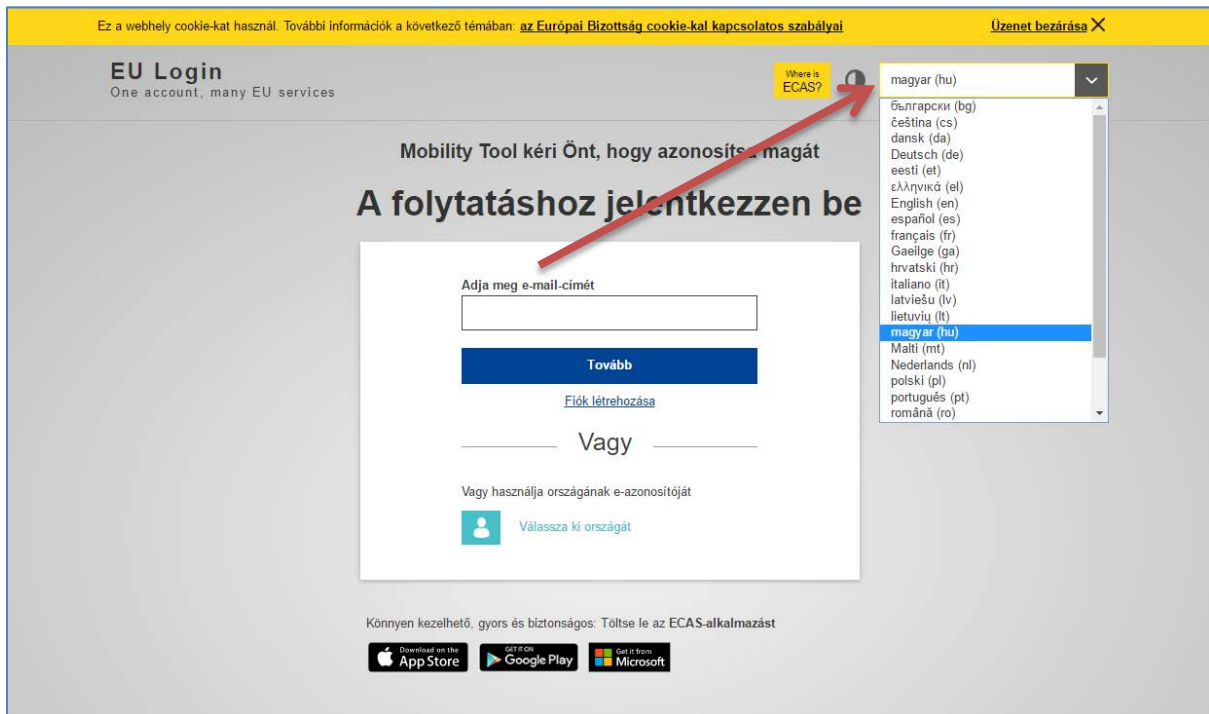 Ez a webhely cookie-kat használ. További információk a következő témában: az Európai Bizottság cookie-kal kapcsolatos szabályai
Üzenet bezárása
EU Login
One account, many EU services
Where is
ECAS?
magyar (hu)
български (bg)
čeština (cs)
dansk (da)
Deutsch (de)
eesti (et)
ελληνικά (el)
English (en)
español (es)
français (fr)
Gaeilge (ga)
hrvatski (hr)
italiano (it)
latviešu (lv)
lietuvių (lt)
magyar (hu)
Malti (mt)
Nederlands (nl)
polski (pl)
português (pt)
română (ro)
Mobility Tool kéri Önt, hogy azonosítsa magát
A folytatáshoz jelentkezzen be
Adja meg e-mail-címét
Tovább
Fiók létrehozása
Vagy
Vagy használja országának e-azonosítóját
Válassza ki országát
Könnyen kezelhető, gyors és biztonságos: Töltse le az ECAS-alkalmazást
Download on the
App Store
GET IT ON
Google Play
Get it from
Microsoft